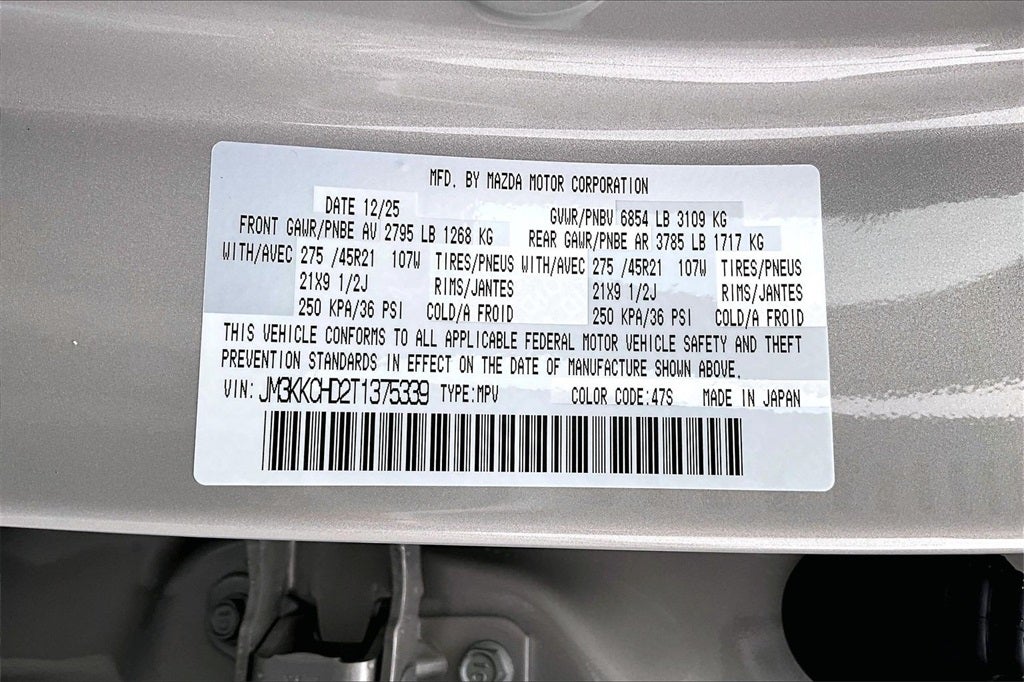 MFD. BY MAZDA MOTOR CORPORATION
DATE 12/25 GVWR/PNBV 6854 LB 3109 KG
FRONT GAWR/PNBE AV 2795 LB 1268 KG REAR GAWR/PNBE AR 3785 LB 1717 KG
WITH/AVEC 275 /45R21 107W TIRES/PNEUS WITH/AVEC 275 /45R21 107W TIRES/PNEUS
21X9 1/2J RIMS/JANTES 21X9 1/2J RIMS/JANTES
250 KPA/36 PSI COLD/A FROID 250 KPA/36 PSI COLD/A FROID
THIS VEHICLE CONFORMS TO ALL APPLICABLE FEDERAL MOTOR VEHICLE SAFETY AND THEFT
PREVENTION STANDARDS IN EFFECT ON THE DATE OF MANUFACTURE SHOWN ABOVE.
VIN: JM3KKCHD2T1375339 TYPE:MPV COLOR CODE:47S MADE IN JAPAN